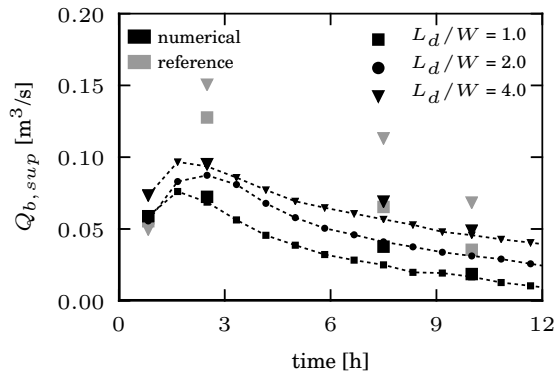 0.20
0.15
0.10
0.05
0.00
Q_{b, sup} [m³/s]
numerical
reference
L_d/W = 1.0
L_d/W = 2.0
L_d/W = 4.0
0 3 6 9 12
time [h]